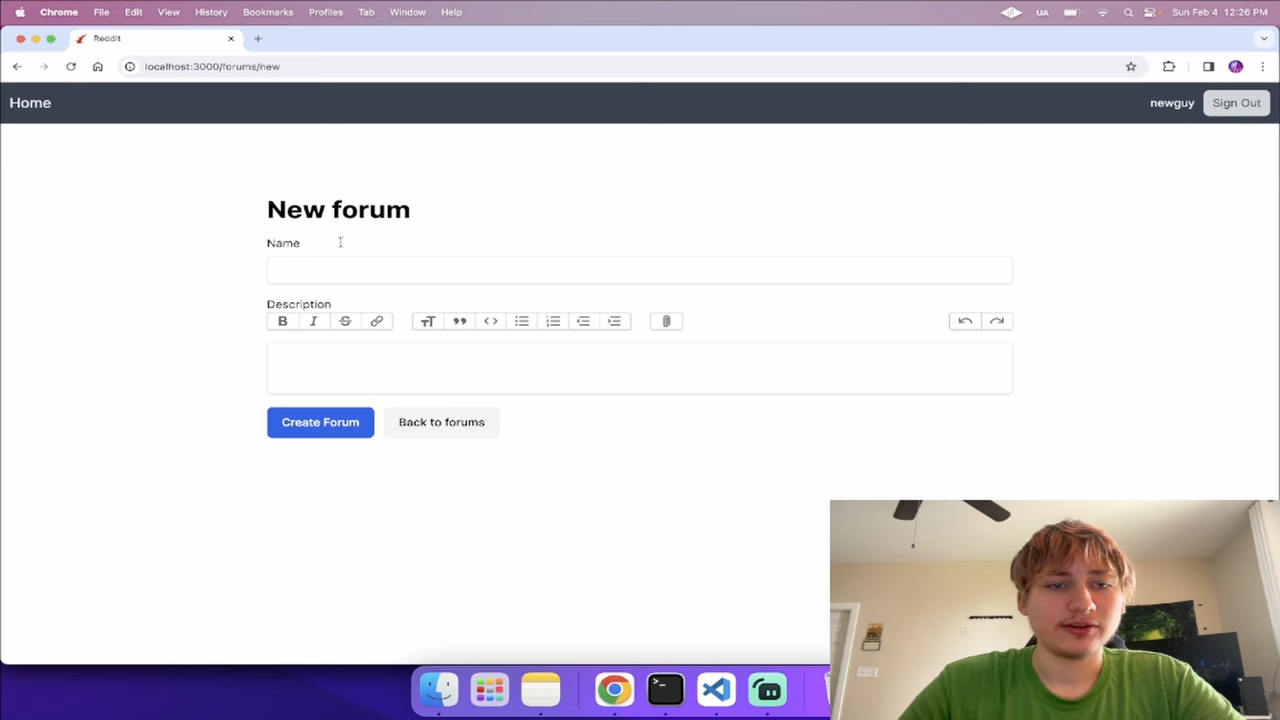 Chrome File Edit View History Bookmarks Profiles Tab Window Help UA Sun Feb 4 12:26 PM
Reddit
localhost:3000/forums/new
Home newguy Sign Out
New forum
Name
Description
Create Forum Back to forums